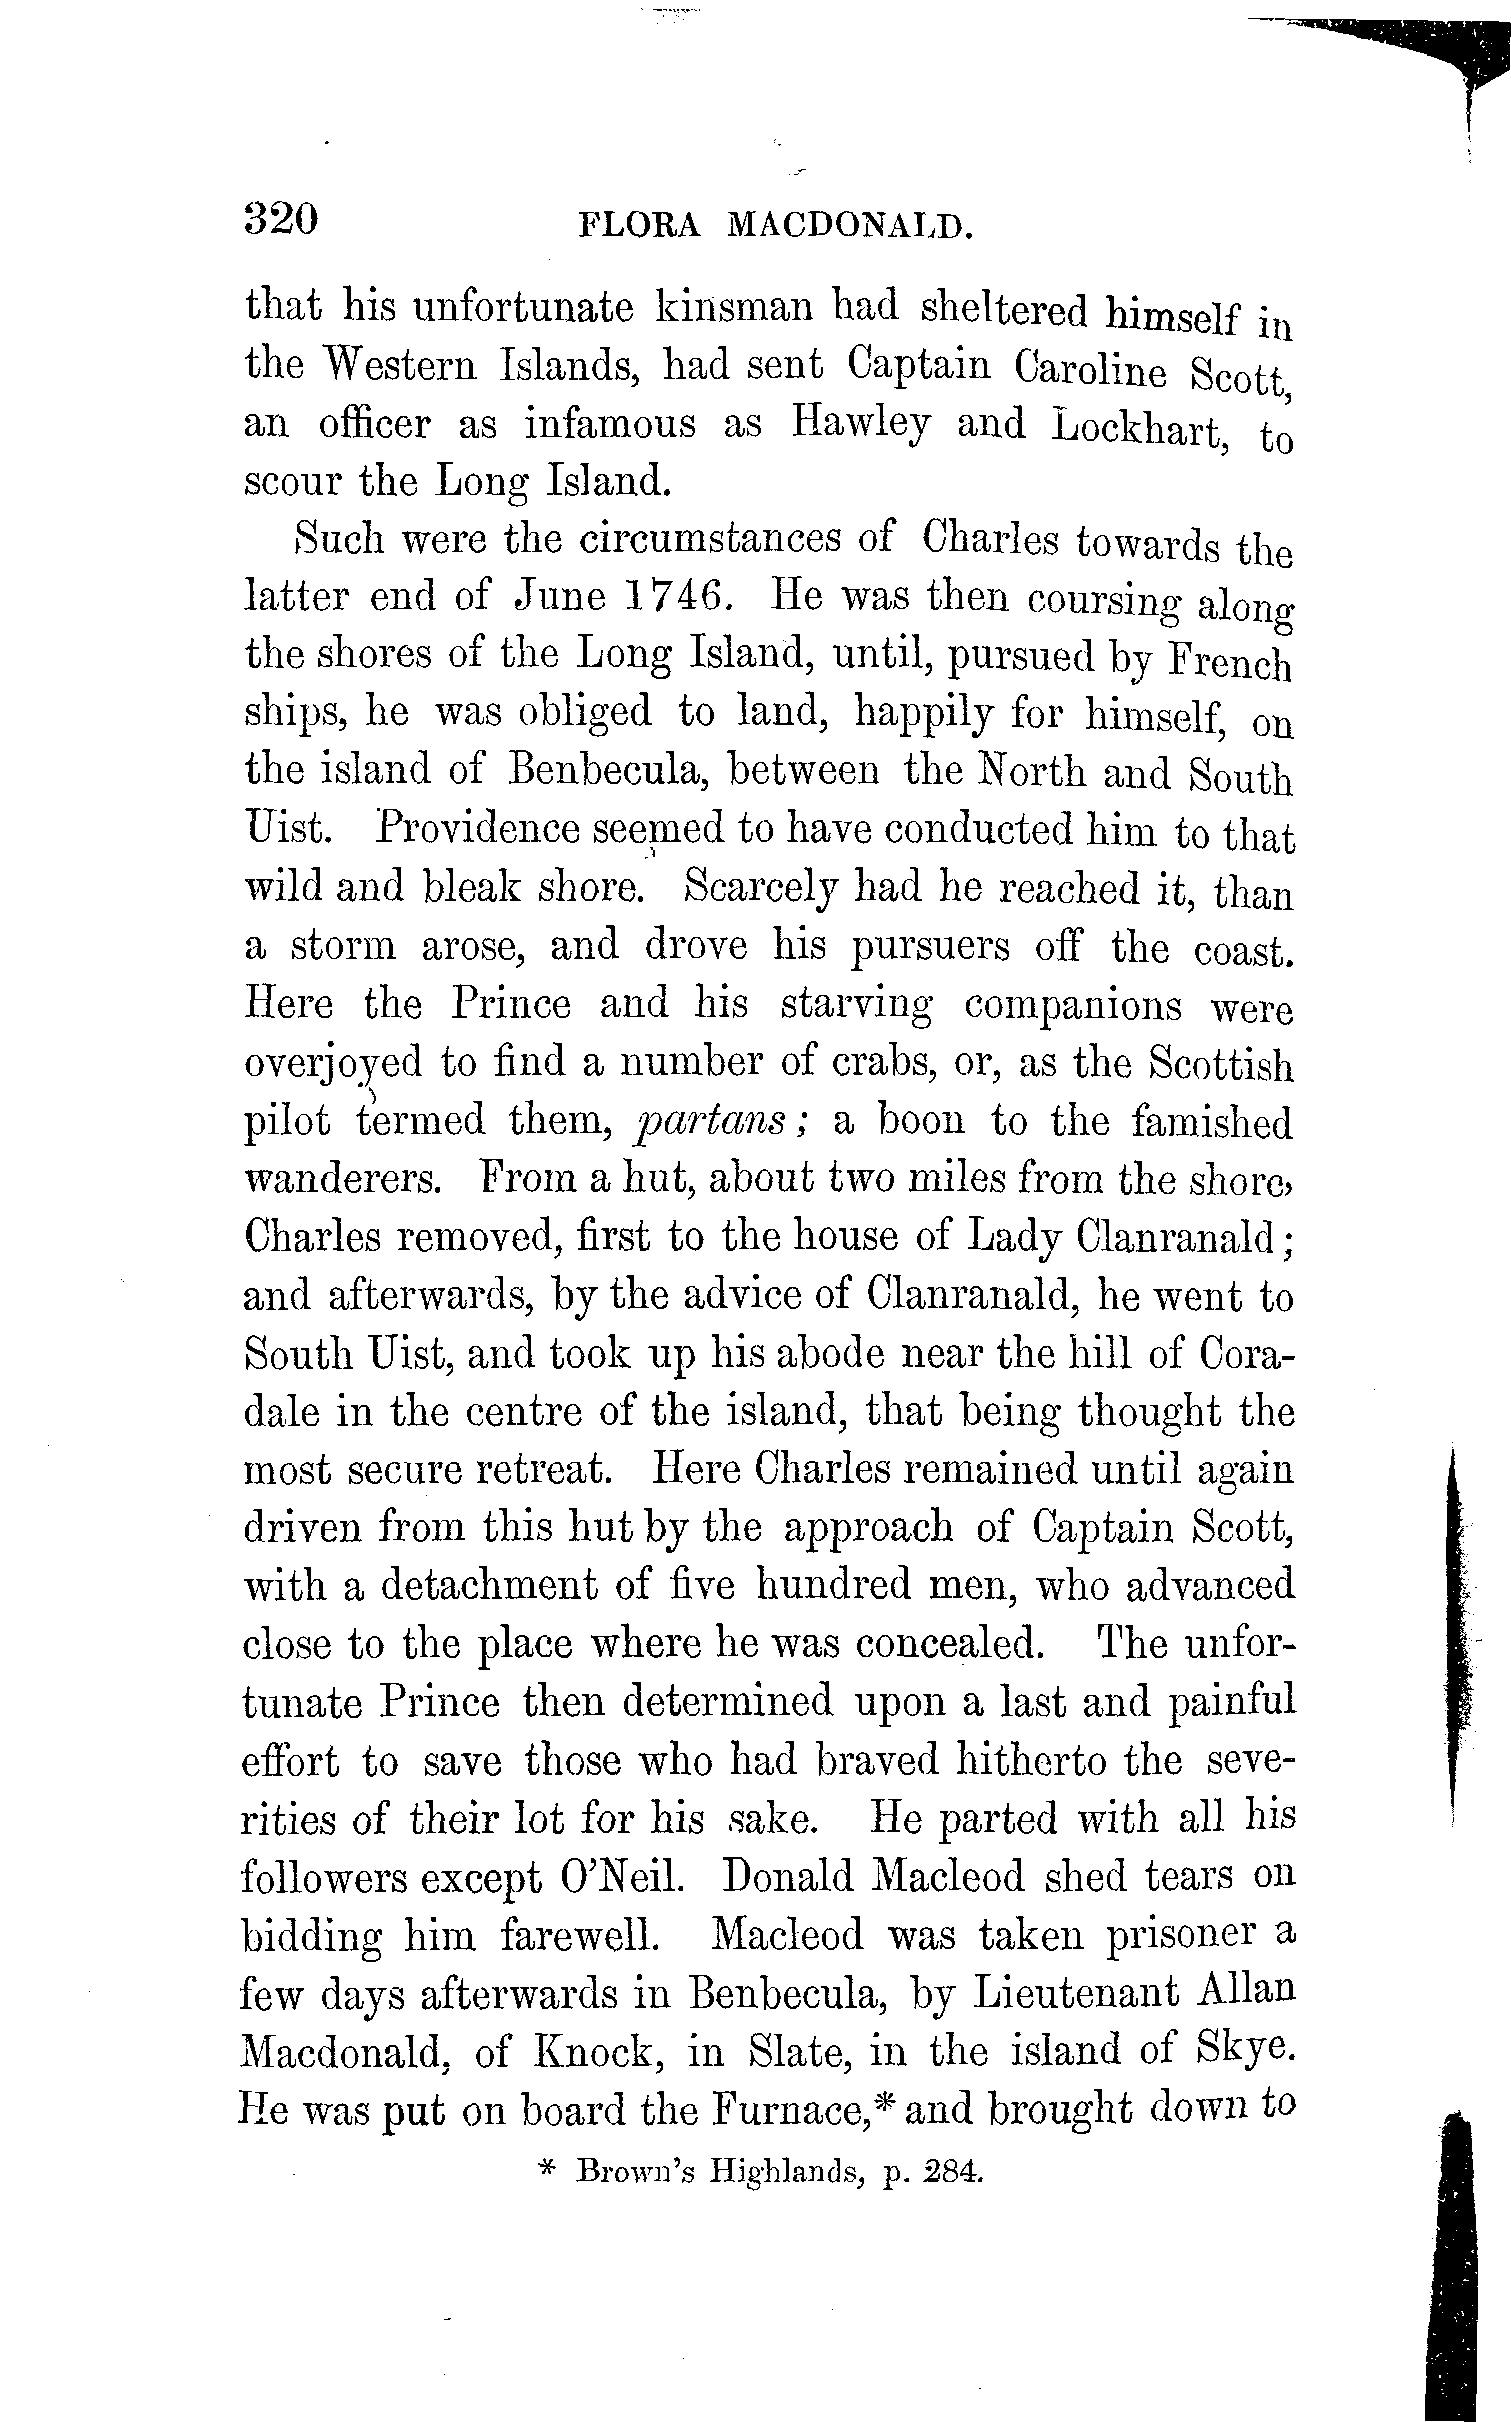 320 FLORA MACDONALD.
that his unfortunate kinsman had sheltered himself in
the Western Islands, had sent Captain Caroline Scott,
an officer as infamous as Hawley and Lockhart, to
scour the Long Island.
Such were the circumstances of Charles towards the
latter end of June 1746. He was then coursing along
the shores of the Long Island, until, pursued by French
ships, he was obliged to land, happily for himself, on
the island of Benbecula, between the North and South
Uist. Providence seemed to have conducted him to that
wild and bleak shore. Scarcely had he reached it, than
a storm arose, and drove his pursuers off the coast.
Here the Prince and his starving companions were
overjoyed to find a number of crabs, or, as the Scottish
pilot termed them, partans; a boon to the famished
wanderers. From a hut, about two miles from the shore,
Charles removed, first to the house of Lady Clanranald;
and afterwards, by the advice of Clanranald, he went to
South Uist, and took up his abode near the hill of Cora-
dale in the centre of the island, that being thought the
most secure retreat. Here Charles remained until again
driven from this hut by the approach of Captain Scott,
with a detachment of five hundred men, who advanced
close to the place where he was concealed. The unfor-
tunate Prince then determined upon a last and painful
effort to save those who had braved hitherto the seve-
rities of their lot for his sake. He parted with all his
followers except O'Neil. Donald Macleod shed tears on
bidding him farewell. Macleod was taken prisoner a
few days afterwards in Benbecula, by Lieutenant Allan
Macdonald, of Knock, in Slate, in the island of Skye.
He was put on board the Furnace,* and brought down to
* Brown's Highlands, p. 284.